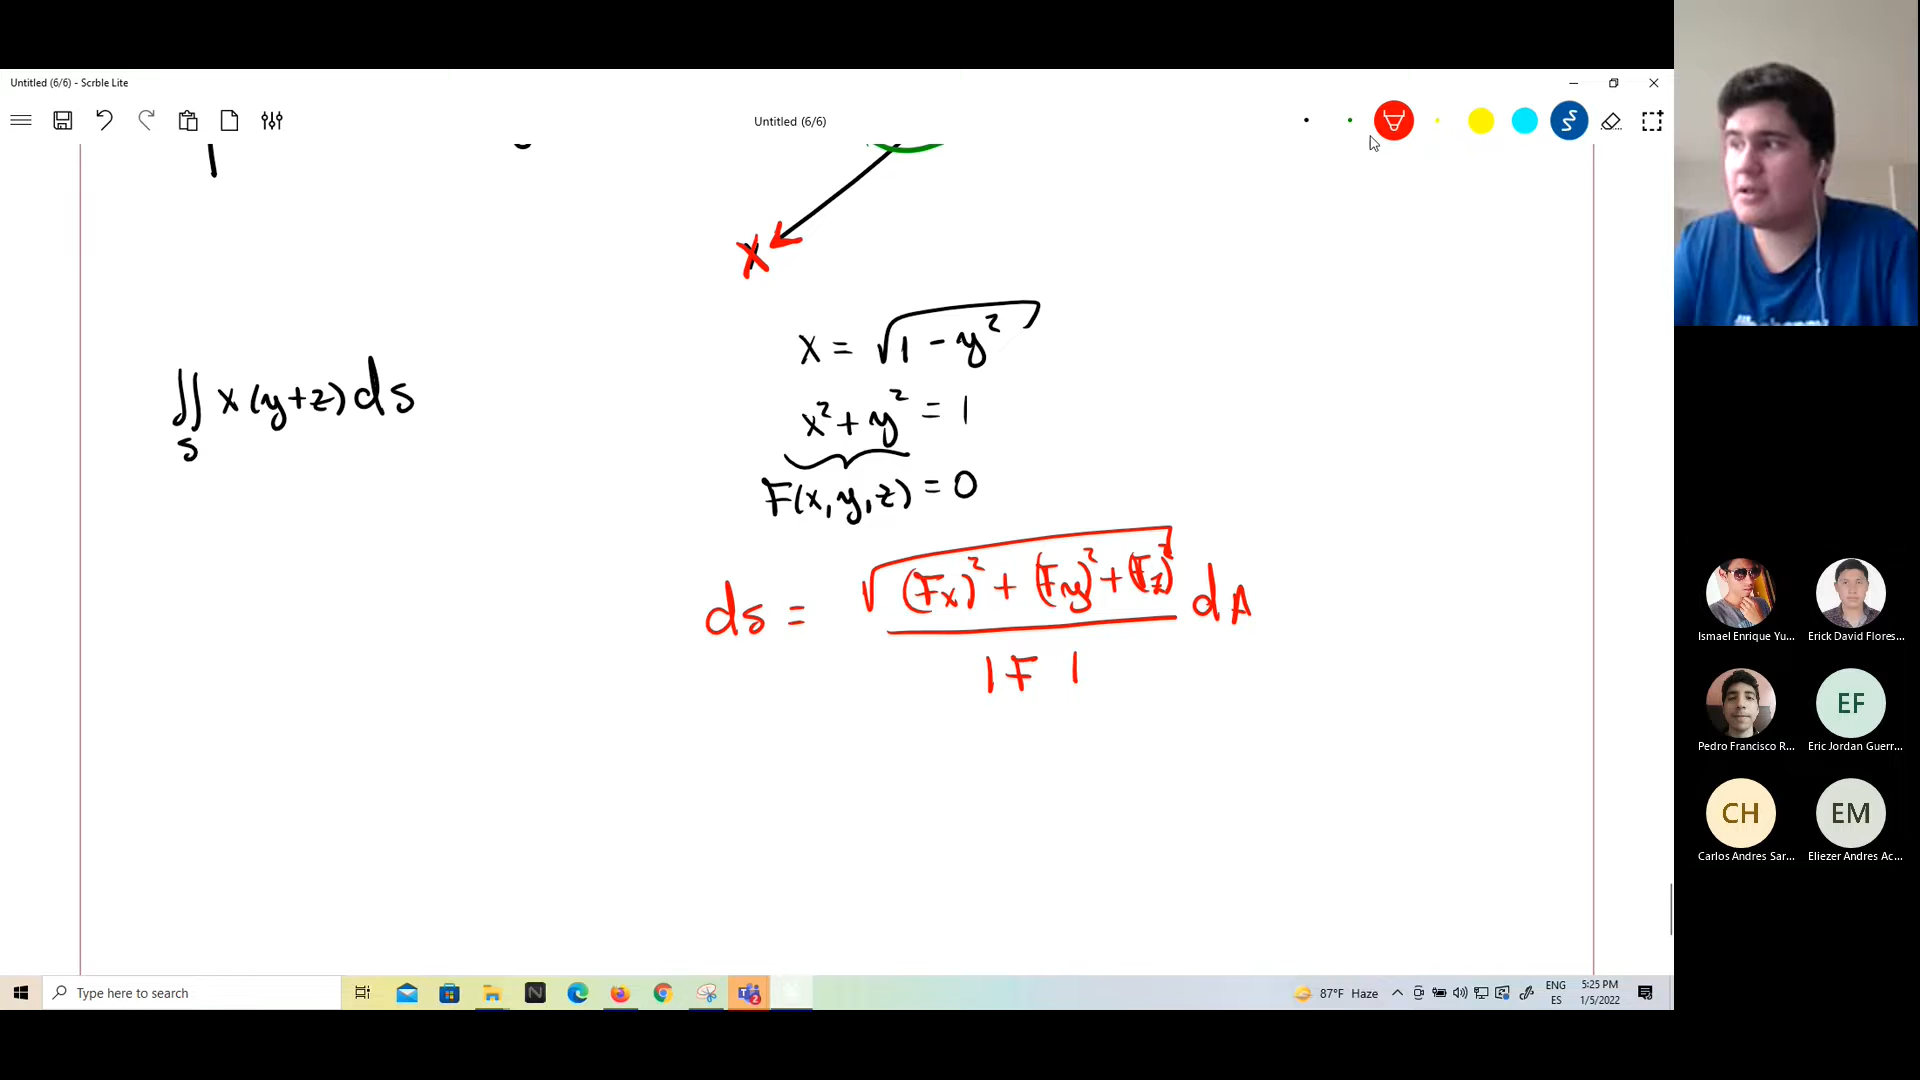 Untitled (6/6) - Scrble Lite
Untitled (6/6)
x
x = √(1 - y²)
∬ x (y+z) ds
S
x² + y² = 1
F(x, y, z) = 0
ds = √((Fx)² + (Fy)² + (Fz)²) dA
|F |
Ismael Enrique Yu...
Erick David Flores...
Pedro Francisco R...
EF
Eric Jordan Guerr...
CH
Carlos Andres Sar...
EM
Eliezer Andres Ac...
Type here to search
87°F Haze
ENG
ES
5:25 PM
1/5/2022